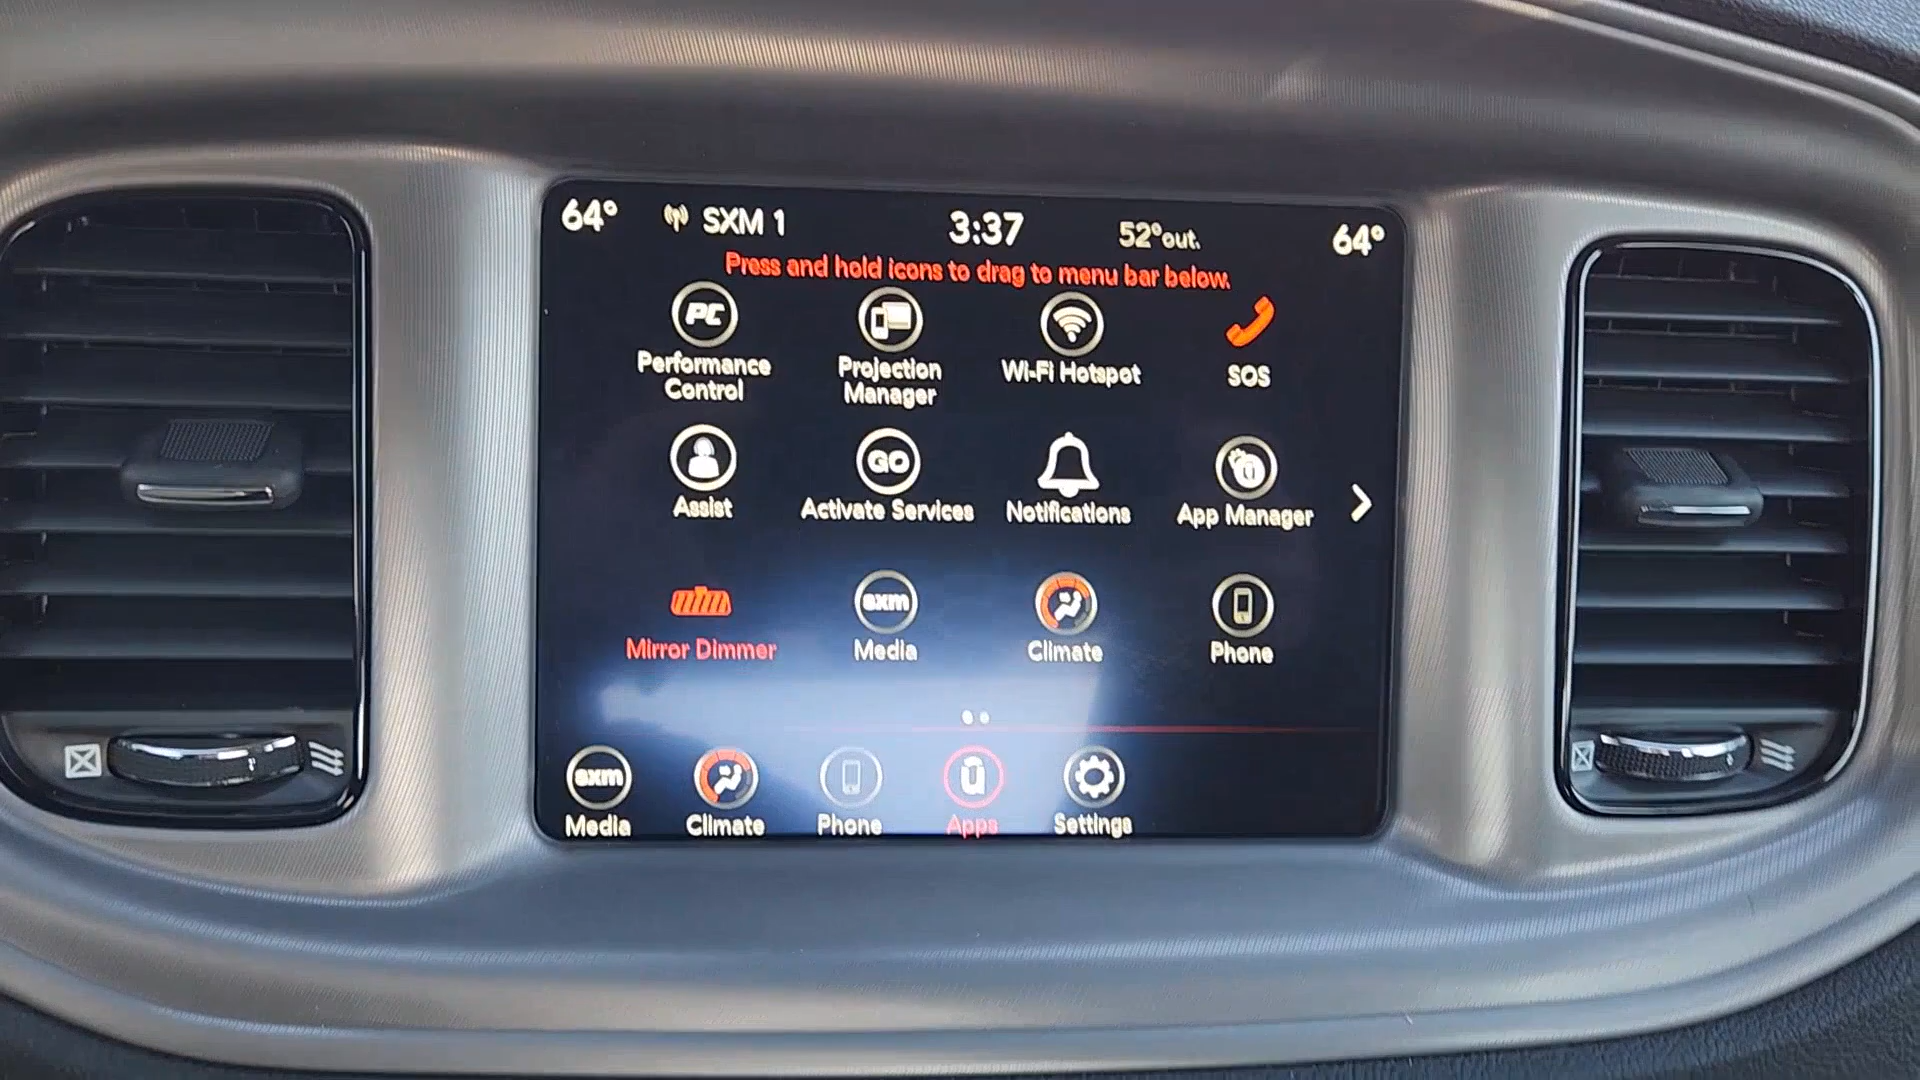 64° SXM 1 3:37 52°out. 64°
Press and hold icons to drag to menu bar below.
PC
Performance
Control
Projection
Manager
Wi-Fi Hotspot
SOS
Assist
GO
Activate Services
Notifications
App Manager
Mirror Dimmer
sxm
Media
Climate
Phone
sxm
Media
Climate
Phone
Apps
Settings